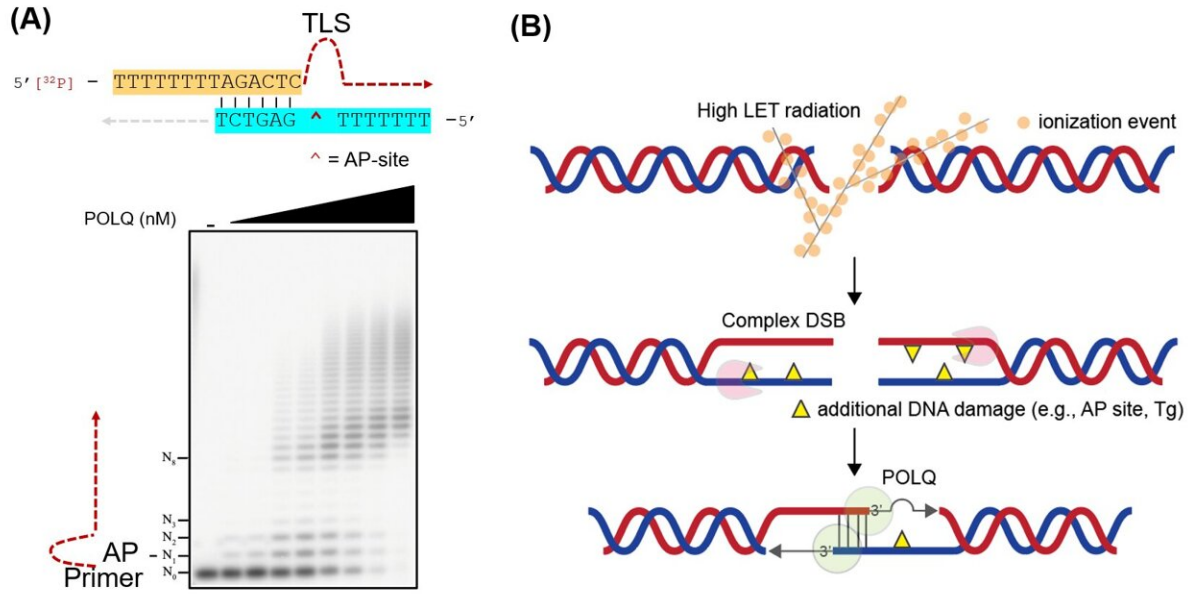 (A)
TLS
5' [32P] – TTTTTTTTAGACTC
TCTGAG ^ TTTTTTT –5'
^ = AP-site
POLQ (nM)
-
N8
N3
N2
AP – N1
Primer N0
(B)
High LET radiation
ionization event
Complex DSB
additional DNA damage (e.g., AP site, Tg)
POLQ
3'
3'